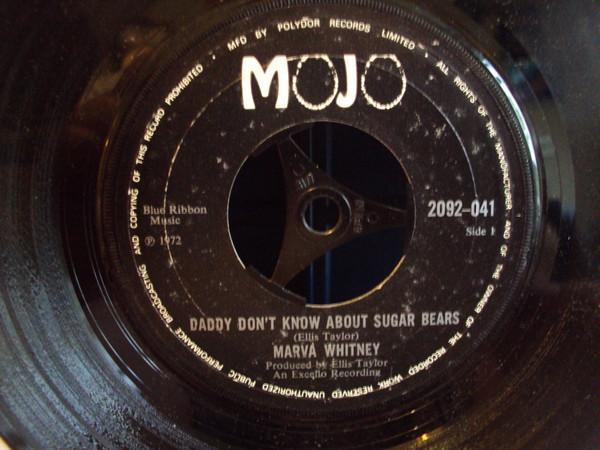 MFD BY POLYDOR RECORDS LIMITED • ALL RIGHTS OF THE MANUFACTURER AND OF THE OWNER OF THE RECORDED WORK RESERVED UNAUTHORIZED PUBLIC PERFORMANCE BROADCASTING AND COPYING OF THIS RECORD PROHIBITED •
MOJO
Blue Ribbon
Music
℗ 1972
2092-041
Side 1
DADDY DON'T KNOW ABOUT SUGAR BEARS
(Ellis Taylor)
MARVA WHITNEY
Produced by Ellis Taylor
An Excello Recording